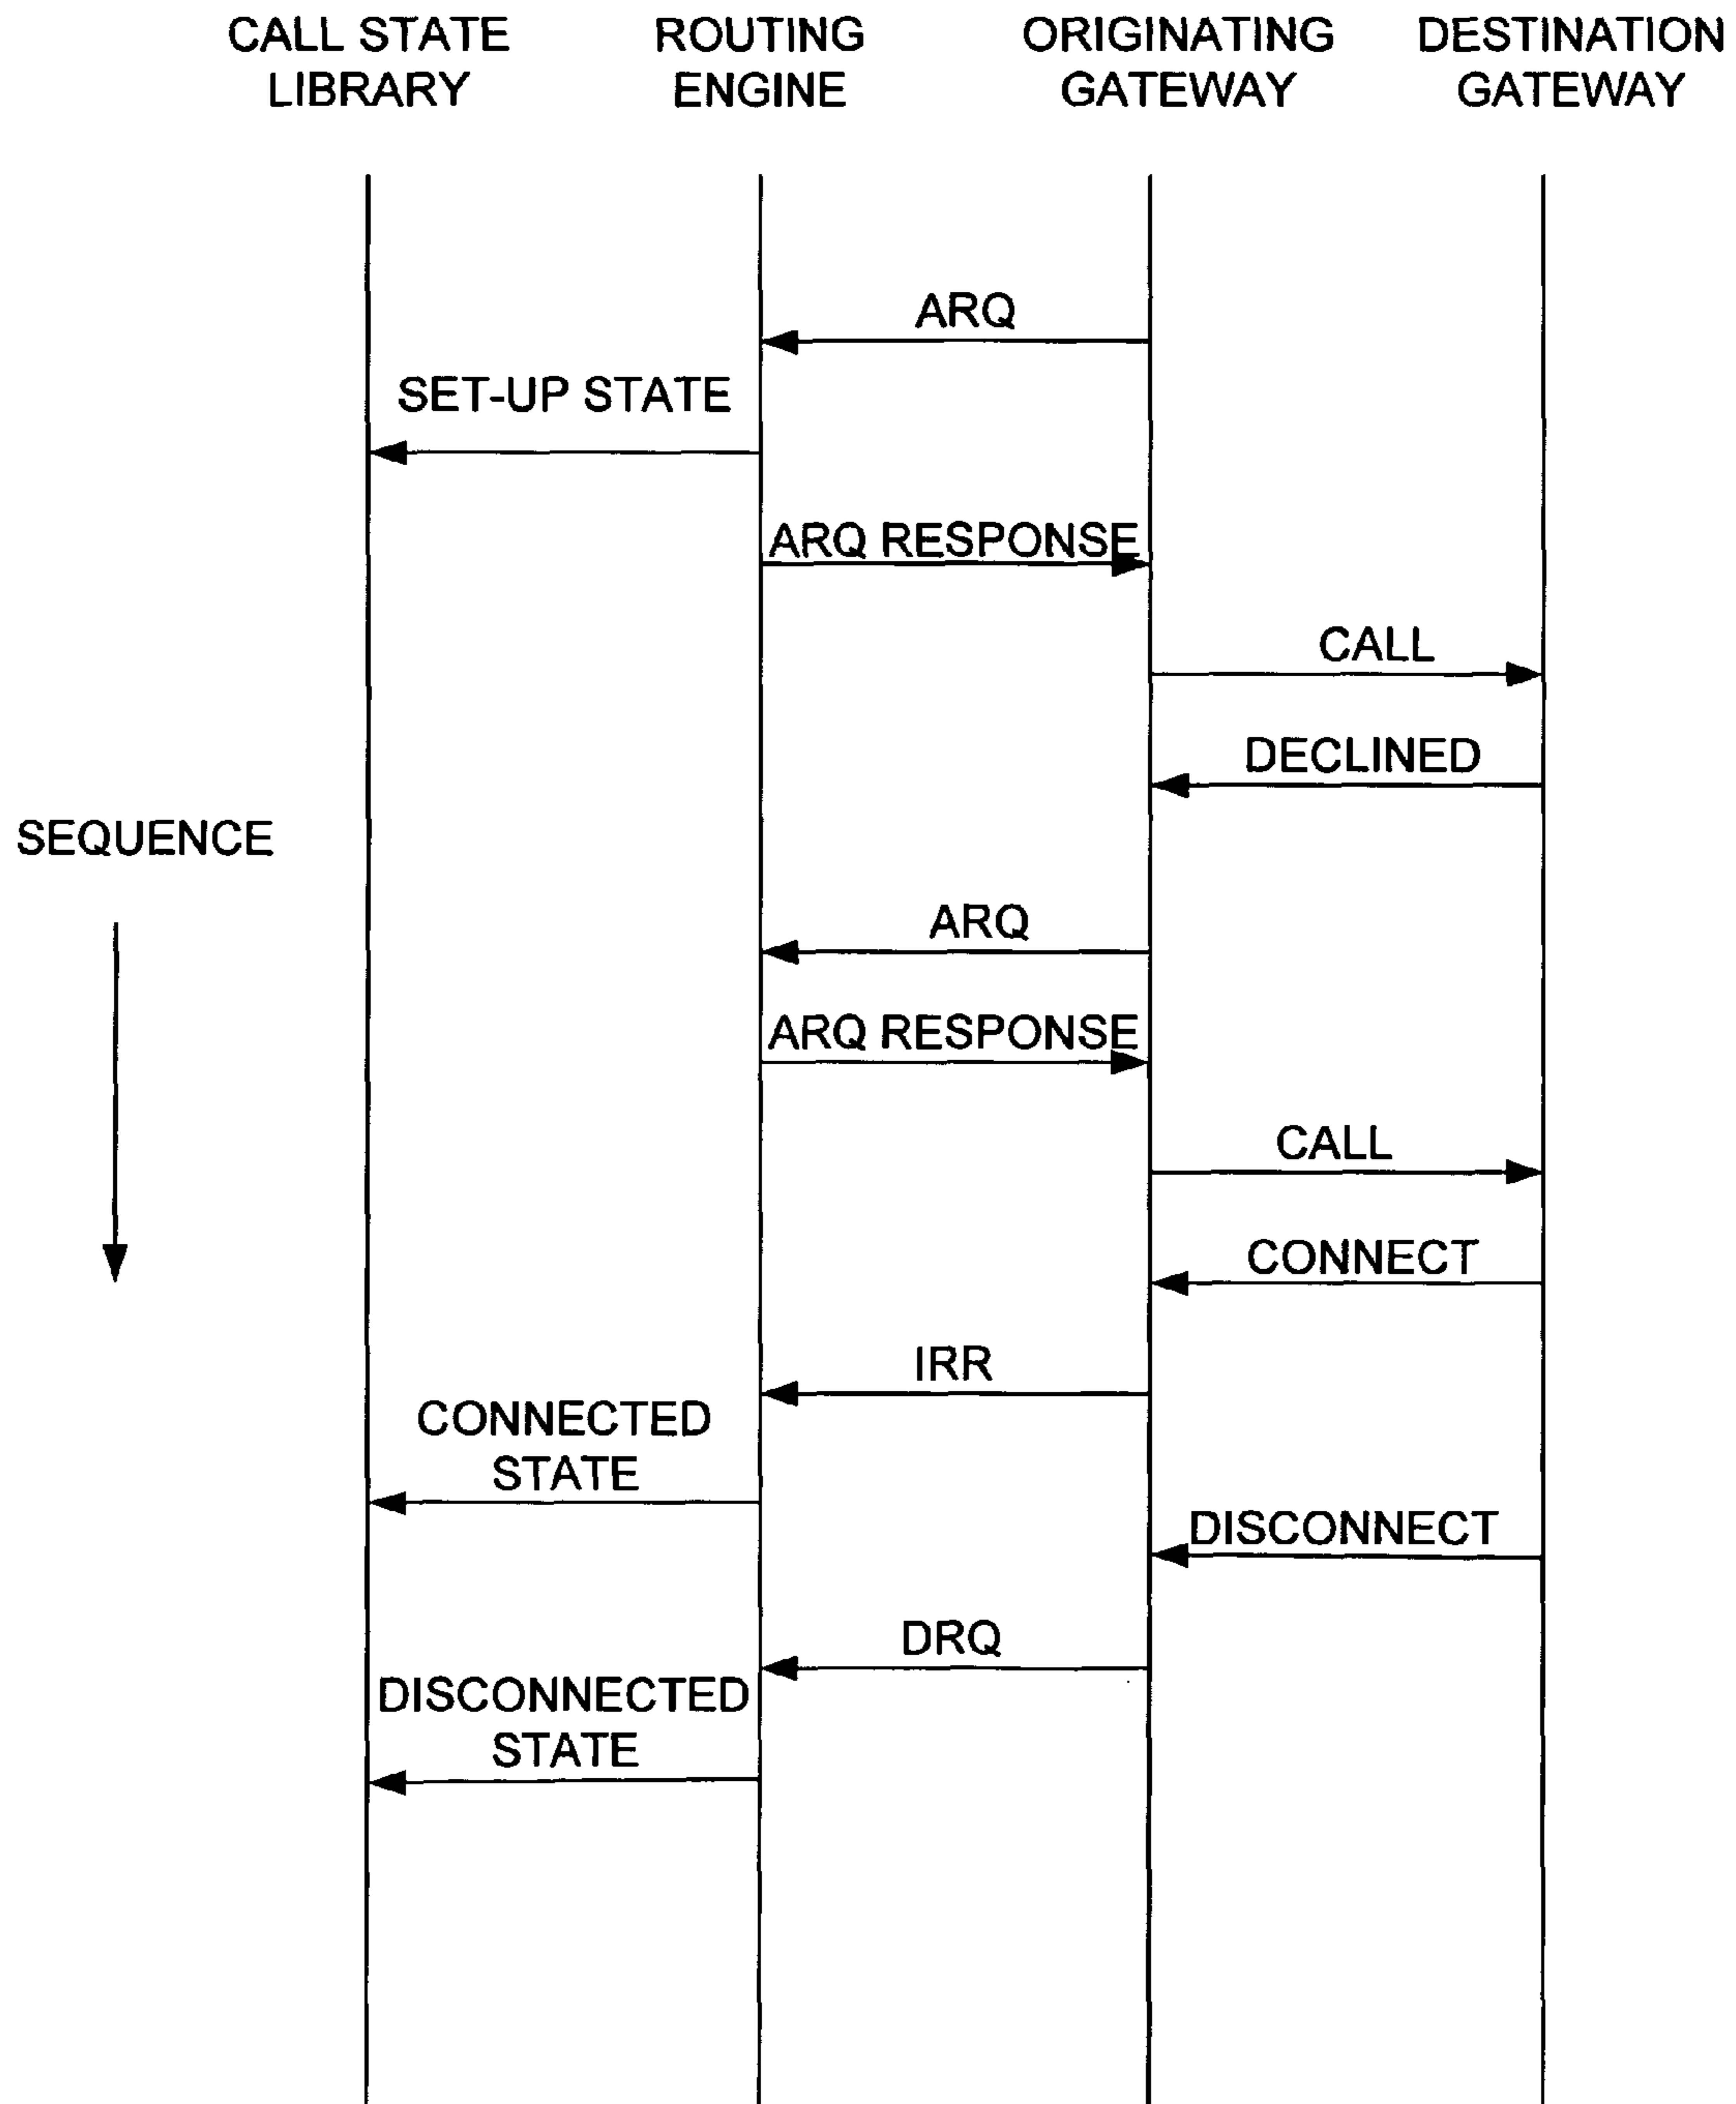 CALL STATE
LIBRARY
ROUTING
ENGINE
ORIGINATING
GATEWAY
DESTINATION
GATEWAY
ARQ
SET-UP STATE
ARQ RESPONSE
CALL
DECLINED
SEQUENCE
ARQ
ARQ RESPONSE
CALL
CONNECT
IRR
CONNECTED
STATE
DISCONNECT
DRQ
DISCONNECTED
STATE